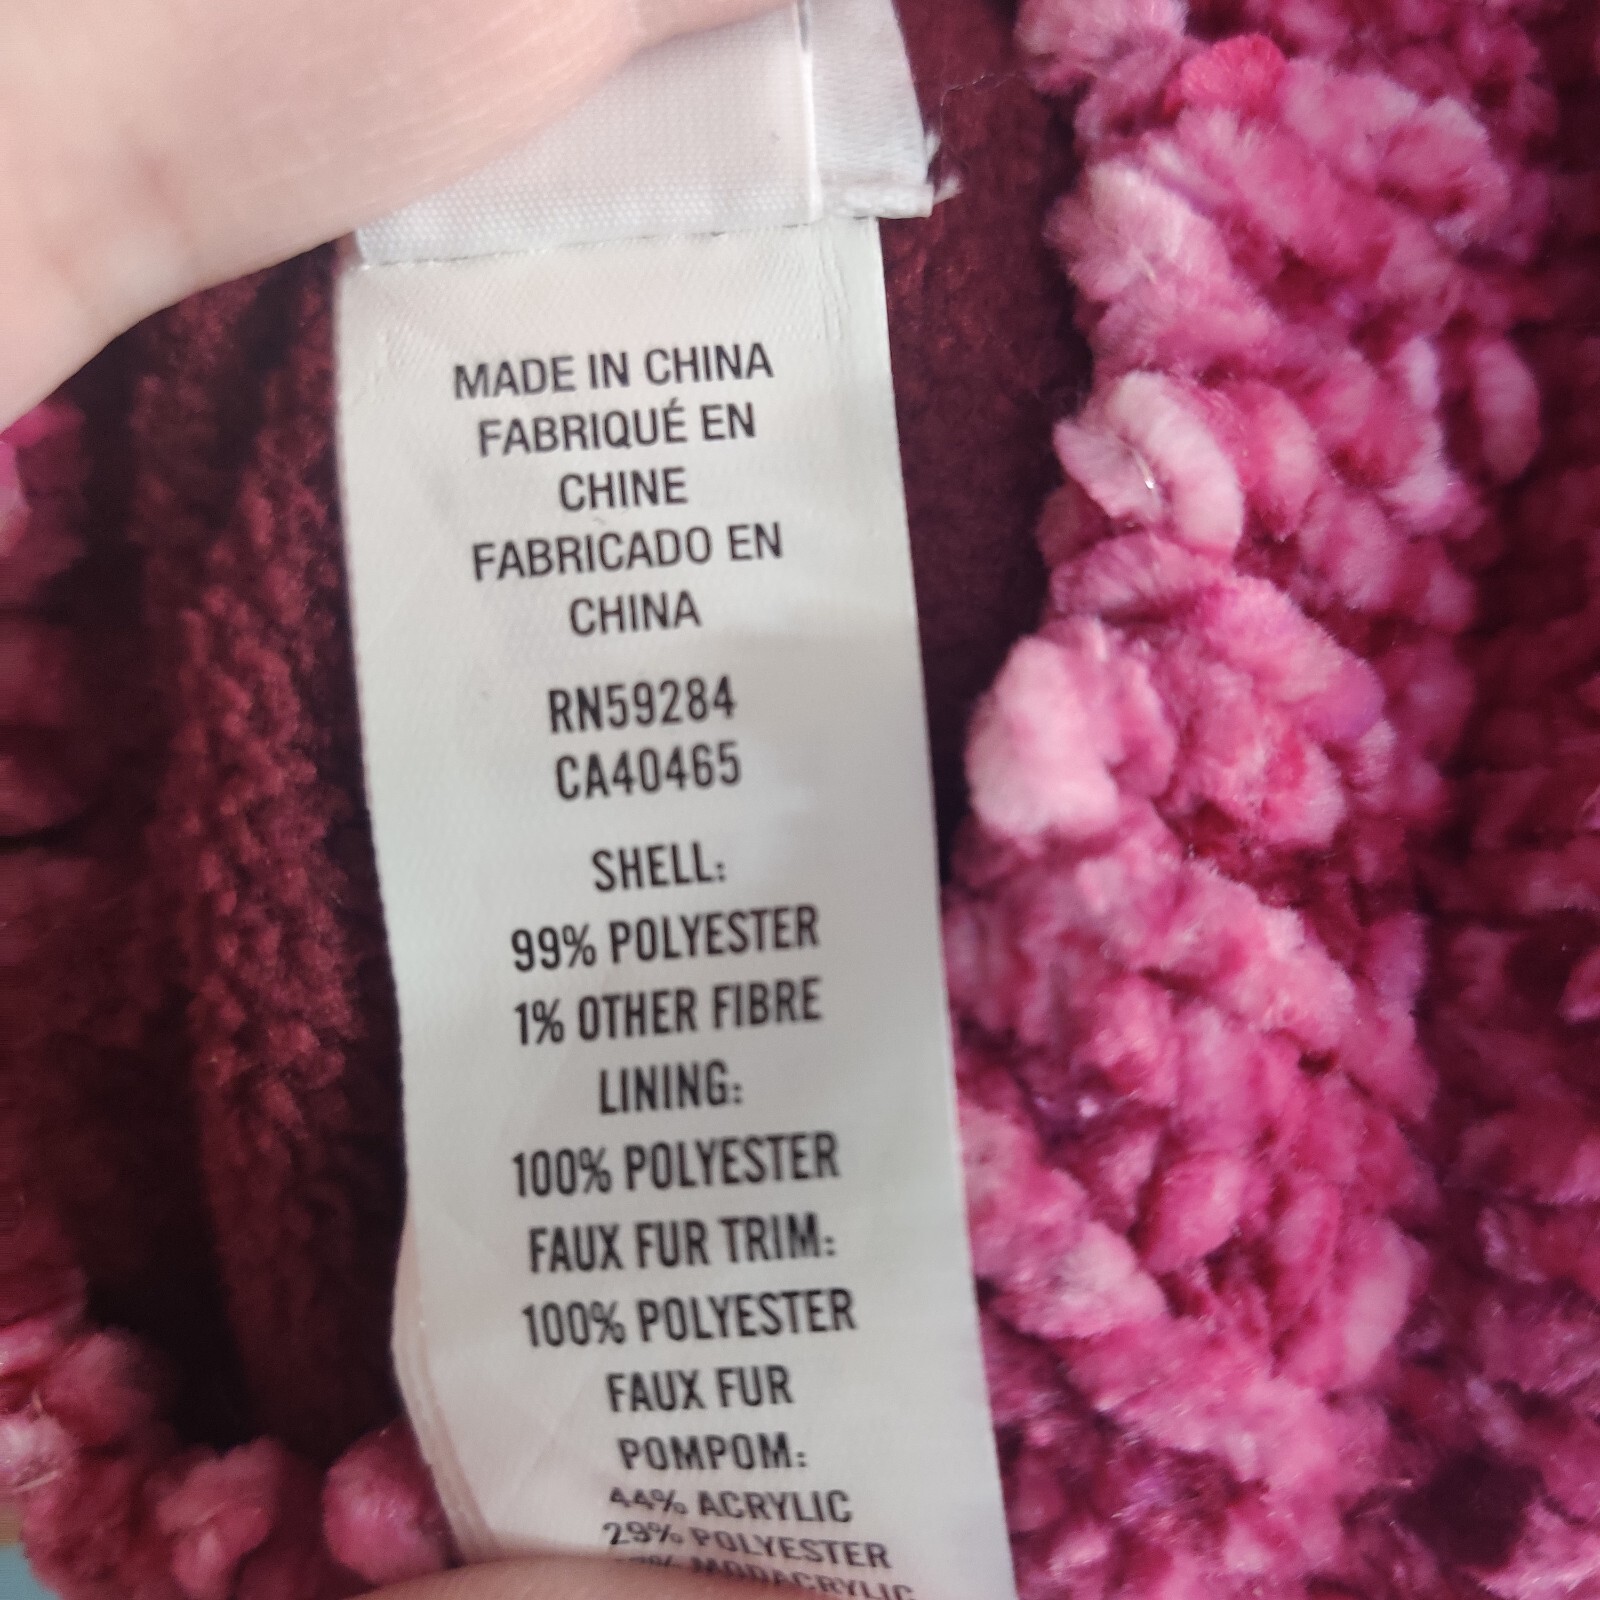 MADE IN CHINA
FABRIQUÉ EN
CHINE
FABRICADO EN
CHINA
RN59284
CA40465
SHELL:
99% POLYESTER
1% OTHER FIBRE
LINING:
100% POLYESTER
FAUX FUR TRIM:
100% POLYESTER
FAUX FUR
POMPOM:
44% ACRYLIC
29% POLYESTER
MODACRYLIC